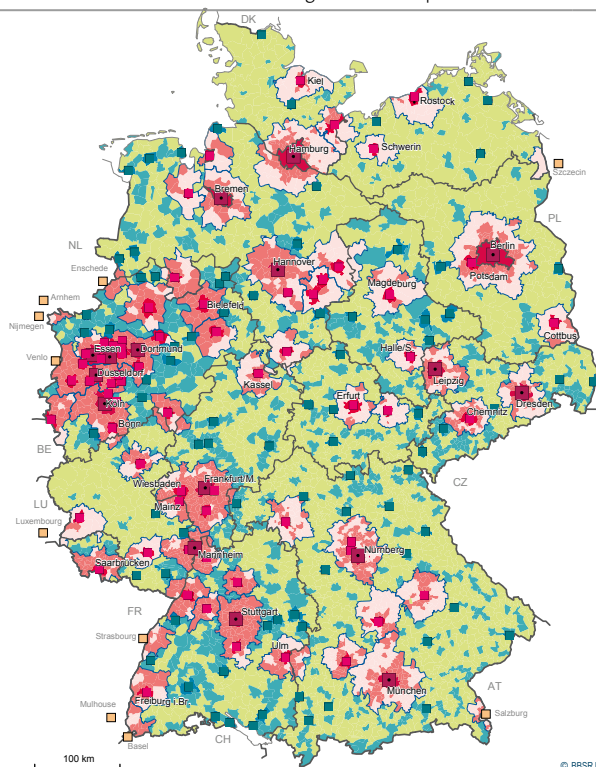 DK
Kiel
Rostock
Hamburg
Schwerin
Szczecin
Bremen
PL
NL
Berlin
Hannover
Enschede
Potsdam
Magdeburg
Arnhem
Bielefeld
Nijmegen
Cottbus
Essen
Dortmund
Halle/S.
Venlo
Düsseldorf
Leipzig
Kassel
Erfurt
Dresden
Köln
Chemnitz
Bonn
BE
CZ
Wiesbaden
Frankfurt/M.
LU
Mainz
Luxembourg
Mannheim
Nürnberg
Saarbrücken
FR
Stuttgart
Strasbourg
Ulm
AT
München
Mulhouse
Freiburg i.Br.
Salzburg
CH
Basel
100 km
© BBSR